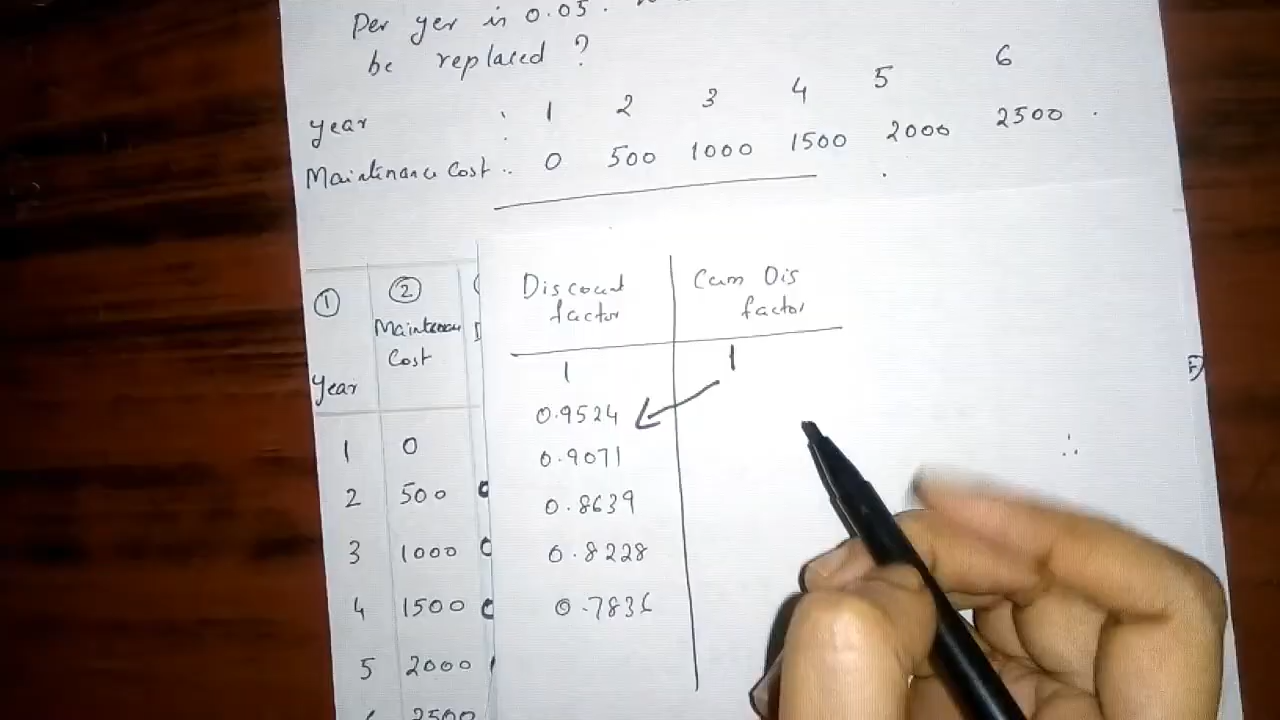 Per yer is 0.05.
be replaced ?
year : 1 2 3 4 5 6
Maintenance Cost .. 0 500 1000 1500 2000 2500 .
① ②
Maintenance
Cost
Year
1 0
2 500
3 1000
4 1500
5 2000
2500
Discount
factor
1
0.9524
0.9071
0.8639
0.8228
0.7836
Cum Dis
factor
1
∴